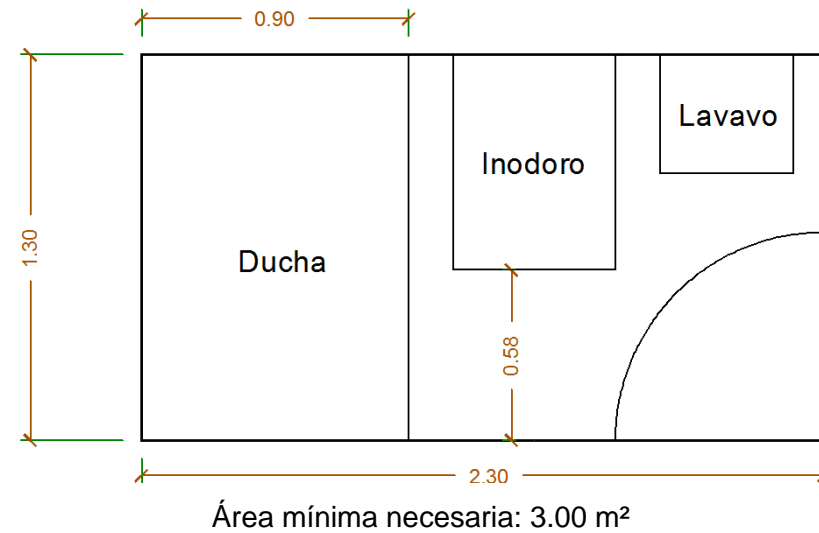 0.90
Lavavo
Inodoro
1.30
Ducha
0.58
2.30
Área mínima necesaria: 3.00 m²